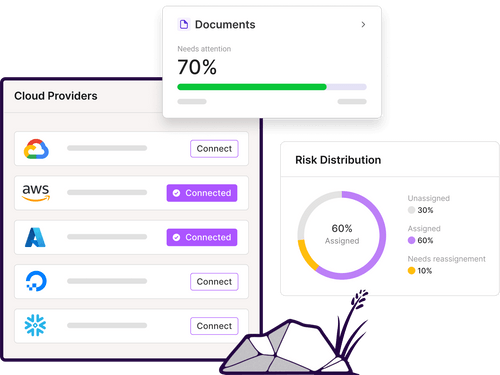 Documents
Needs attention
70%
Cloud Providers
Connect
aws
Connected
Connected
Connect
Connect
Risk Distribution
60%
Assigned
Unassigned
30%
Assigned
60%
Needs reassignement
10%